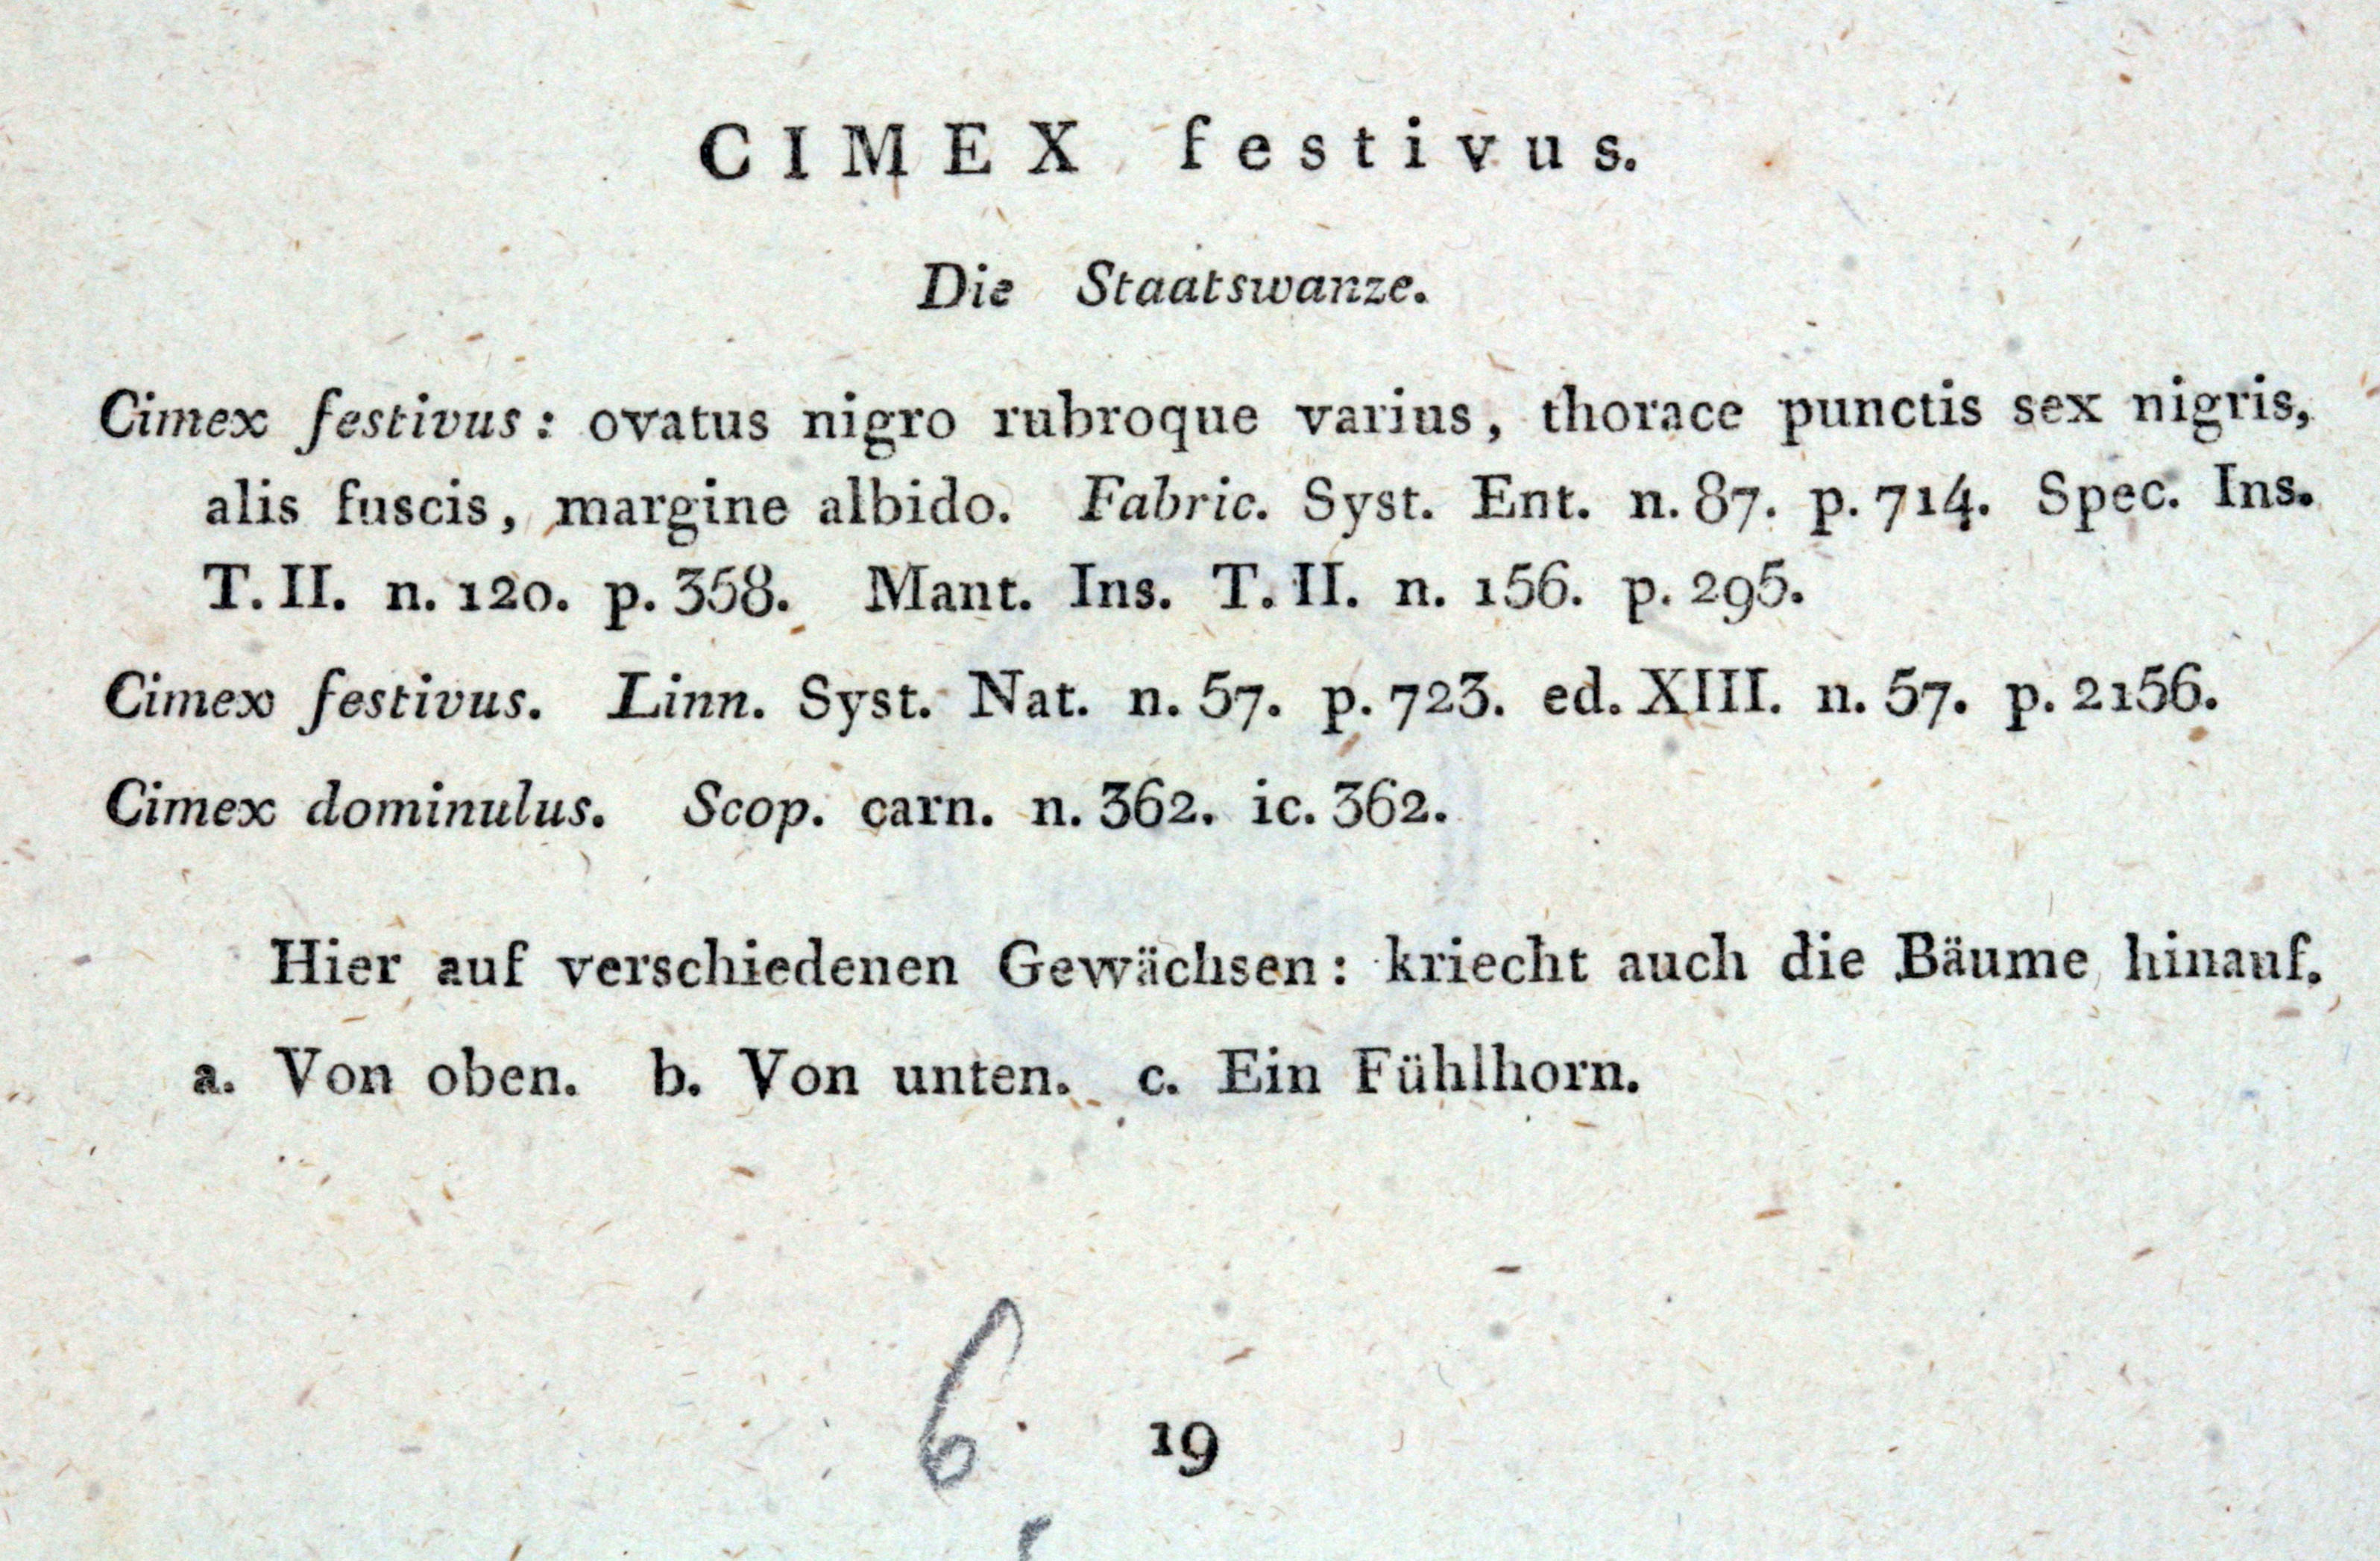 CIMEX festivus.
Die Staatswanze.
Cimex festivus: ovatus nigro rubroque varius, thorace punctis sex nigris,
alis fuscis, margine albido. Fabric. Syst. Ent. n. 87. p. 714. Spec. Ins.
T. II. n. 120. p. 358. Mant. Ins. T. II. n. 156. p. 295.
Cimex festivus. Linn. Syst. Nat. n. 57. p. 723. ed. XIII. n. 57. p. 2156.
Cimex dominulus. Scop. carn. n. 362. ic. 362.
Hier auf verschiedenen Gewächsen: kriecht auch die Bäume hinauf.
a. Von oben. b. Von unten. c. Ein Fühlhorn.
6 19